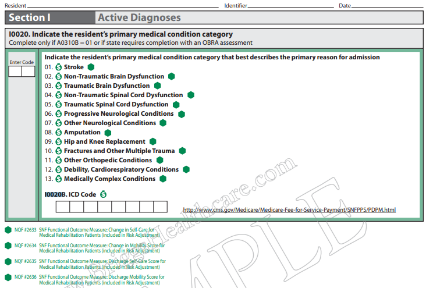 Resident Identifier Date
Section I Active Diagnoses
I0020. Indicate the resident's primary medical condition category
Complete only if A0310B = 01 or if state requires completion with an OBRA assessment
Enter Code
Indicate the resident's primary medical condition category that best describes the primary reason for admission
01. Stroke
02. Non-Traumatic Brain Dysfunction
03. Traumatic Brain Dysfunction
04. Non-Traumatic Spinal Cord Dysfunction
05. Traumatic Spinal Cord Dysfunction
06. Progressive Neurological Conditions
07. Other Neurological Conditions
08. Amputation
09. Hip and Knee Replacement
10. Fractures and Other Multiple Trauma
11. Other Orthopedic Conditions
12. Debility, Cardiorespiratory Conditions
13. Medically Complex Conditions
I0020B. ICD Code
http://www.cms.gov/Medicare/Medicare-Fee-for-Service-Payment/SNFPPS/PDPM.html
NQF #2633 SNF Functional Outcome Measure: Change in Self-Care for
Medical Rehabilitation Patients (Included in Risk Adjustment)
NQF #2634 SNF Functional Outcome Measure: Change in Mobility Score for
Medical Rehabilitation Patients (Included in Risk Adjustment)
NQF #2635 SNF Functional Outcome Measure: Discharge Self-Care Score for
Medical Rehabilitation Patients (Included in Risk Adjustment)
NQF #2636 SNF Functional Outcome Measure: Discharge Mobility Score for
Medical Rehabilitation Patients (Included in Risk Adjustment)